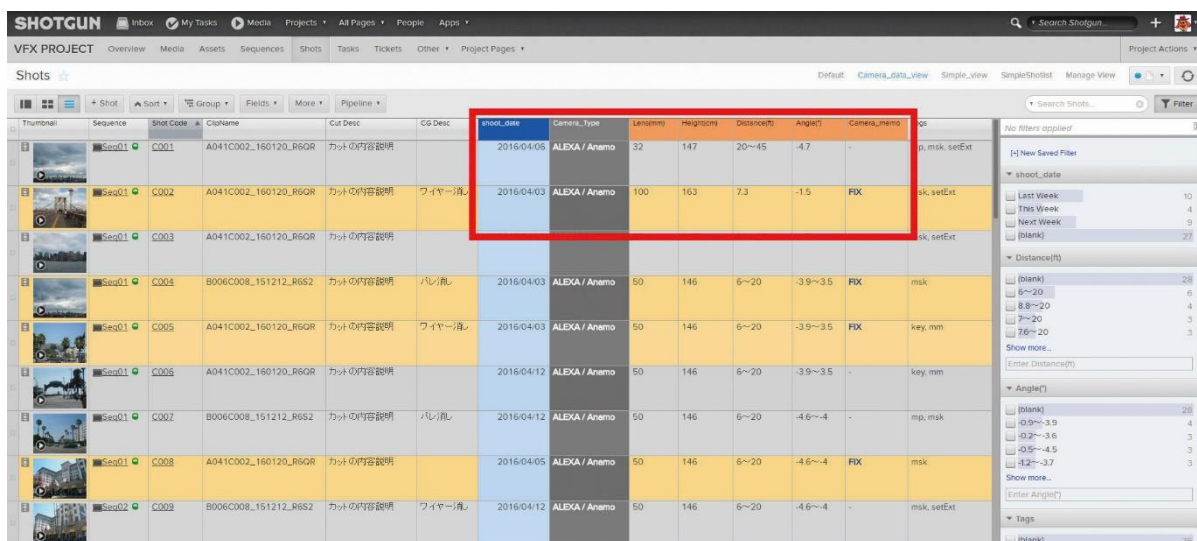 SHOTGUN Inbox My Tasks Media Projects All Pages People Apps Search Shotgun...
VFX PROJECT Overview Media Assets Sequences Shots Tasks Tickets Other Project Pages Project Actions
Shots Default Camera_data_view Simple_view SimpleShotlist Manage View
+ Shot Sort Group Fields More Pipeline Search Shots... Filter
Thumbnail Sequence Shot Code ClipName Cut Desc CG Desc shoot_date Camera_Type Lens(mm) Height(cm) Distance(ft) Angle(°) Camera_memo
Seq01 C001 A041C002_160120_R6QR カットの内容説明 2016/04/06 ALEXA / Anamo 32 147 20~45 -4.7 - mp, msk, setExt
Seq01 C002 A041C002_160120_R6QR カットの内容説明 ワイヤー消し 2016/04/03 ALEXA / Anamo 100 163 7.3 -1.5 FIX msk, setExt
Seq01 C003 A041C002_160120_R6QR カットの内容説明 msk, setExt
Seq01 C004 B006C008_151212_R6S2 カットの内容説明 バレ消し 2016/04/03 ALEXA / Anamo 50 146 6~20 -3.9~3.5 FIX msk
Seq01 C005 A041C002_160120_R6QR カットの内容説明 ワイヤー消し 2016/04/03 ALEXA / Anamo 50 146 6~20 -3.9~3.5 FIX key, mm
Seq01 C006 A041C002_160120_R6QR カットの内容説明 2016/04/12 ALEXA / Anamo 50 146 6~20 -3.9~3.5 - key, mm
Seq01 C007 B006C008_151212_R6S2 カットの内容説明 バレ消し 2016/04/12 ALEXA / Anamo 50 146 6~20 -4.6~-4 - mp, msk
Seq01 C008 A041C002_160120_R6QR カットの内容説明 2016/04/05 ALEXA / Anamo 50 146 6~20 -4.6~-4 FIX msk
Seq02 C009 B006C008_151212_R6S2 カットの内容説明 ワイヤー消し 2016/04/12 ALEXA / Anamo 50 146 6~20 -4.6~-4 - msk, setExt
No filters applied
[+] New Saved Filter
shoot_date
Last Week 10
This Week 4
Next Week 9
(blank) 27
Distance(ft)
(blank) 28
6~20 6
8.8~20 4
7~20 3
7.6~20 3
Show more...
Enter Distance(ft)
Angle(°)
(blank) 28
-0.9~-3.9 4
-0.2~-3.6 3
-0.5~-4.5 3
-1.2~-3.7 3
Show more...
Enter Angle(°)
Tags
(blank)